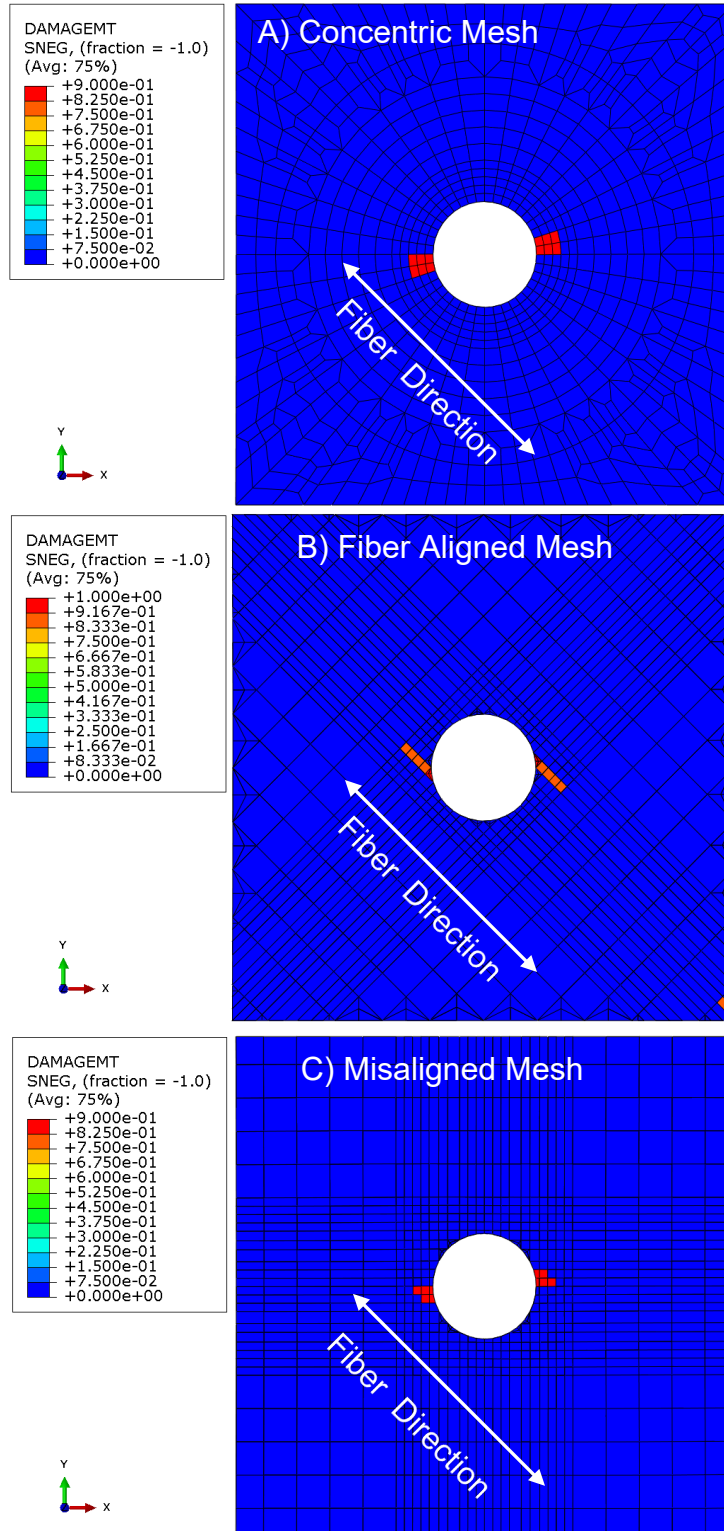 DAMAGEMT
SNEG, (fraction = -1.0)
(Avg: 75%)
+9.000e-01
+8.250e-01
+7.500e-01
+6.750e-01
+6.000e-01
+5.250e-01
+4.500e-01
+3.750e-01
+3.000e-01
+2.250e-01
+1.500e-01
+7.500e-02
+0.000e+00
A) Concentric Mesh
Fiber Direction
Y
X
DAMAGEMT
SNEG, (fraction = -1.0)
(Avg: 75%)
+1.000e+00
+9.167e-01
+8.333e-01
+7.500e-01
+6.667e-01
+5.833e-01
+5.000e-01
+4.167e-01
+3.333e-01
+2.500e-01
+1.667e-01
+8.333e-02
+0.000e+00
B) Fiber Aligned Mesh
Fiber Direction
Y
X
DAMAGEMT
SNEG, (fraction = -1.0)
(Avg: 75%)
+9.000e-01
+8.250e-01
+7.500e-01
+6.750e-01
+6.000e-01
+5.250e-01
+4.500e-01
+3.750e-01
+3.000e-01
+2.250e-01
+1.500e-01
+7.500e-02
+0.000e+00
C) Misaligned Mesh
Fiber Direction
Y
X